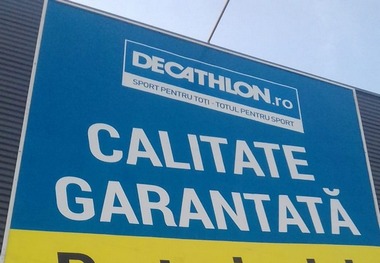 DECATHLON.ro
SPORT PENTRU TOȚI - TOTUL PENTRU SPORT
CALITATE
GARANTATĂ